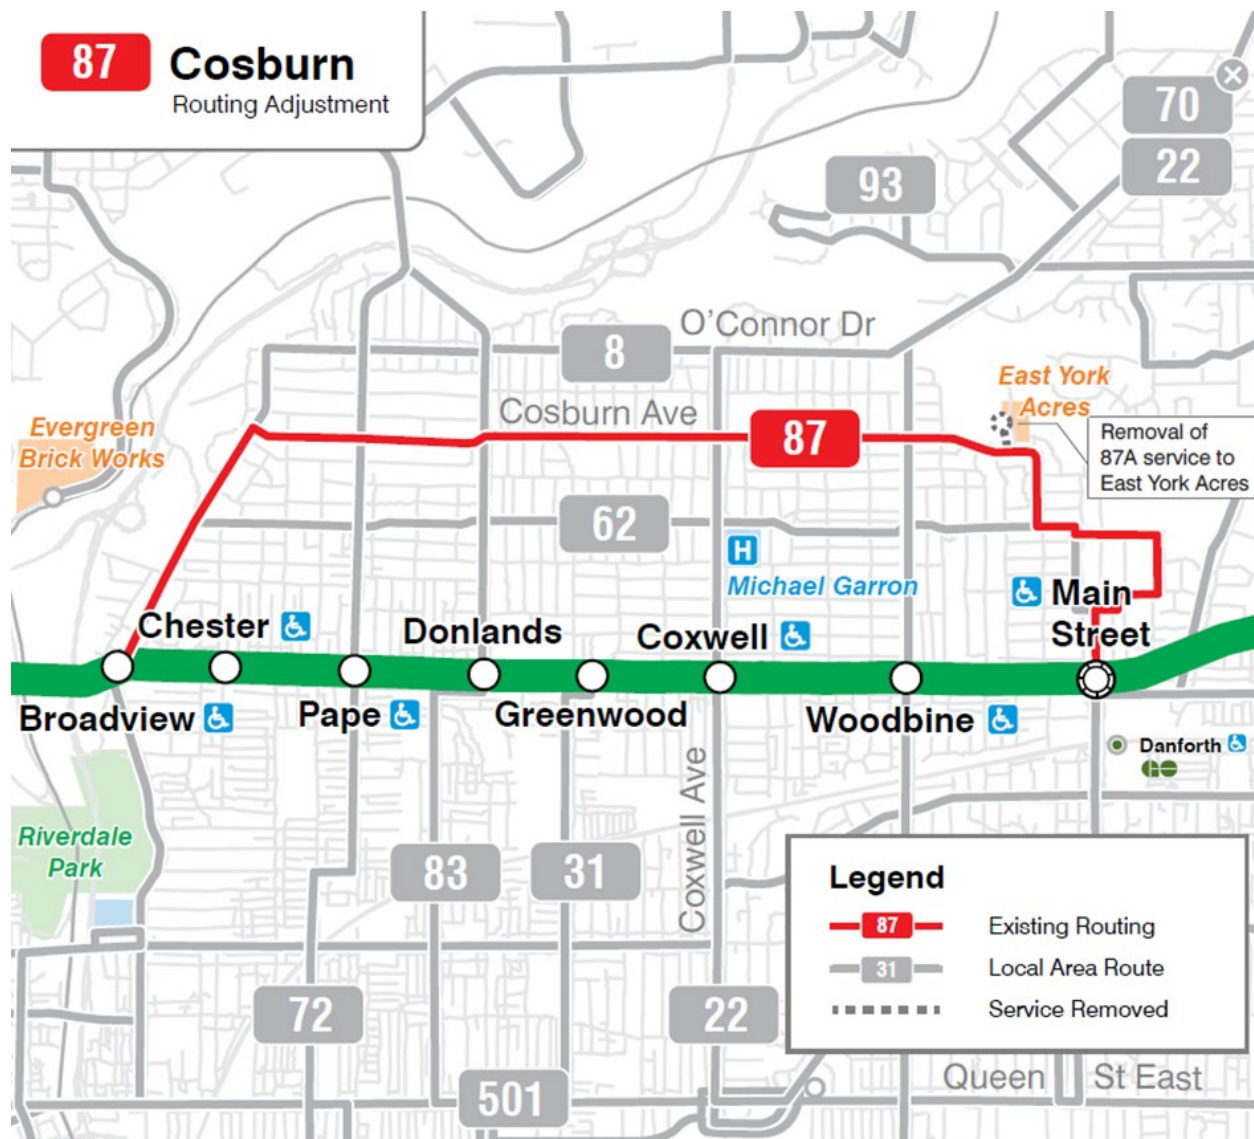 87 Cosburn
Routing Adjustment
70
22
93
O'Connor Dr
8
East York
Acres
Cosburn Ave
87
Removal of
87A service to
East York Acres
Evergreen
Brick Works
62
H
Michael Garron
Main
Street
Chester
Donlands
Coxwell
Broadview
Pape
Greenwood
Woodbine
Danforth
GO
Coxwell Ave
Riverdale
Park
83
31
72
22
501
Legend
87 Existing Routing
31 Local Area Route
Service Removed
Queen St East